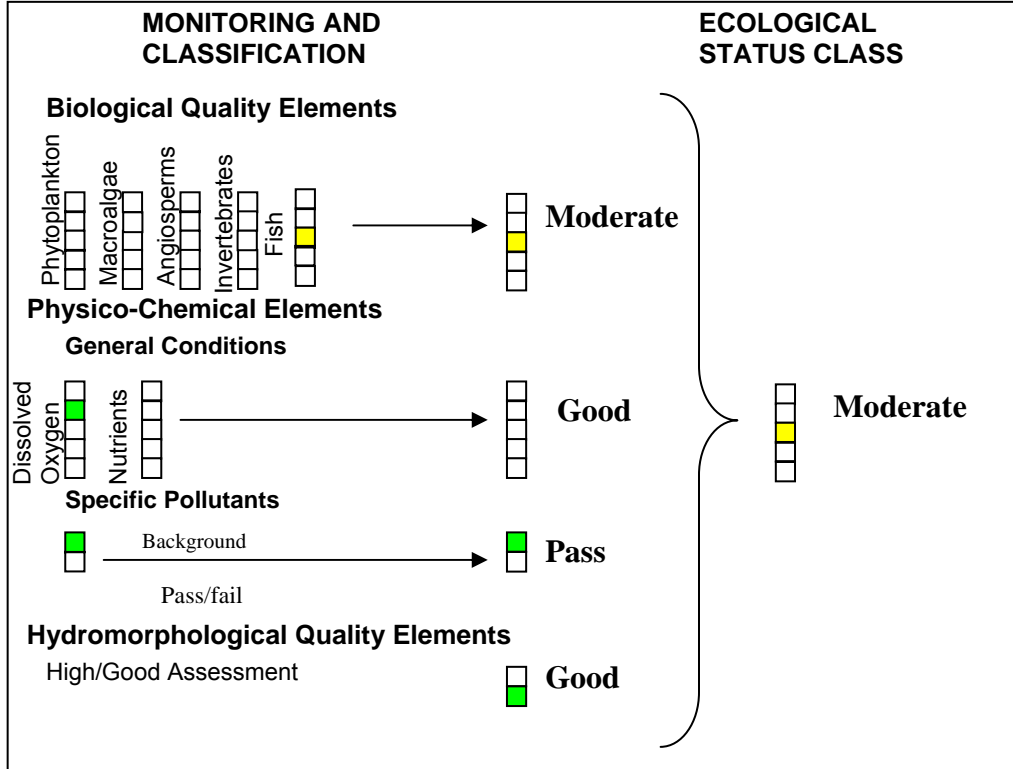 MONITORING AND
CLASSIFICATION
ECOLOGICAL
STATUS CLASS
Biological Quality Elements
Phytoplankton
Macroalgae
Angiosperms
Invertebrates
Fish
Moderate
Physico-Chemical Elements
General Conditions
Dissolved
Oxygen
Nutrients
Good
Moderate
Specific Pollutants
Background
Pass
Pass/fail
Hydromorphological Quality Elements
High/Good Assessment
Good